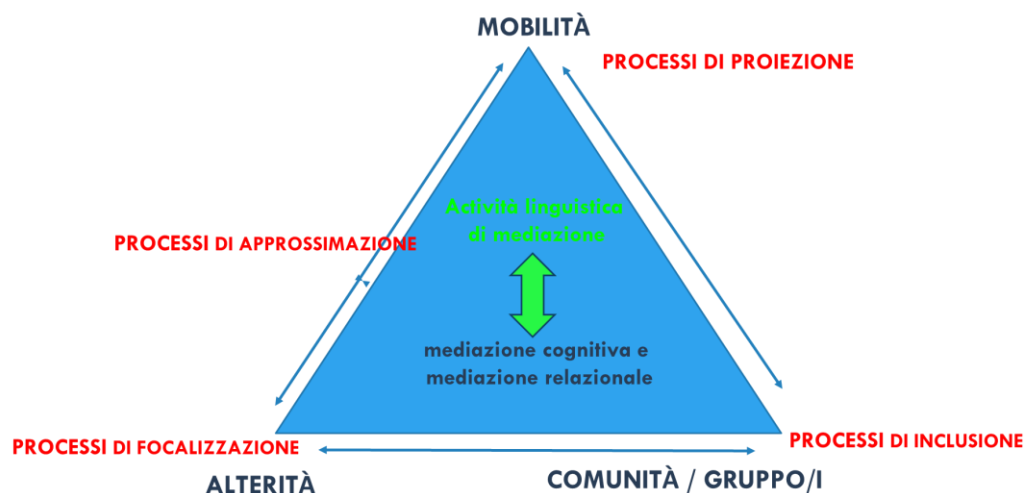 MOBILITÀ
PROCESSI DI PROIEZIONE
Actività linguistica
di mediazione
PROCESSI DI APPROSSIMAZIONE
mediazione cognitiva e
mediazione relazionale
PROCESSI DI FOCALIZZAZIONE
PROCESSI DI INCLUSIONE
ALTERITÀ
COMUNITÀ / GRUPPO/I